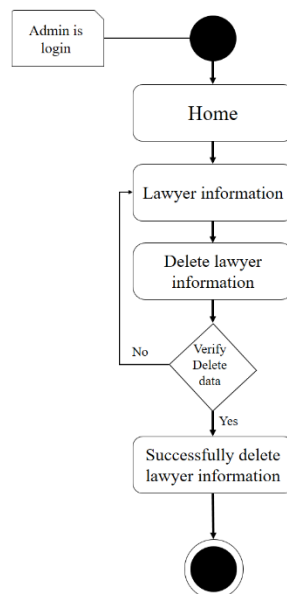 Admin is
login
Home
Lawyer information
Delete lawyer
information
Verify
Delete
data
No
Yes
Successfully delete
lawyer information